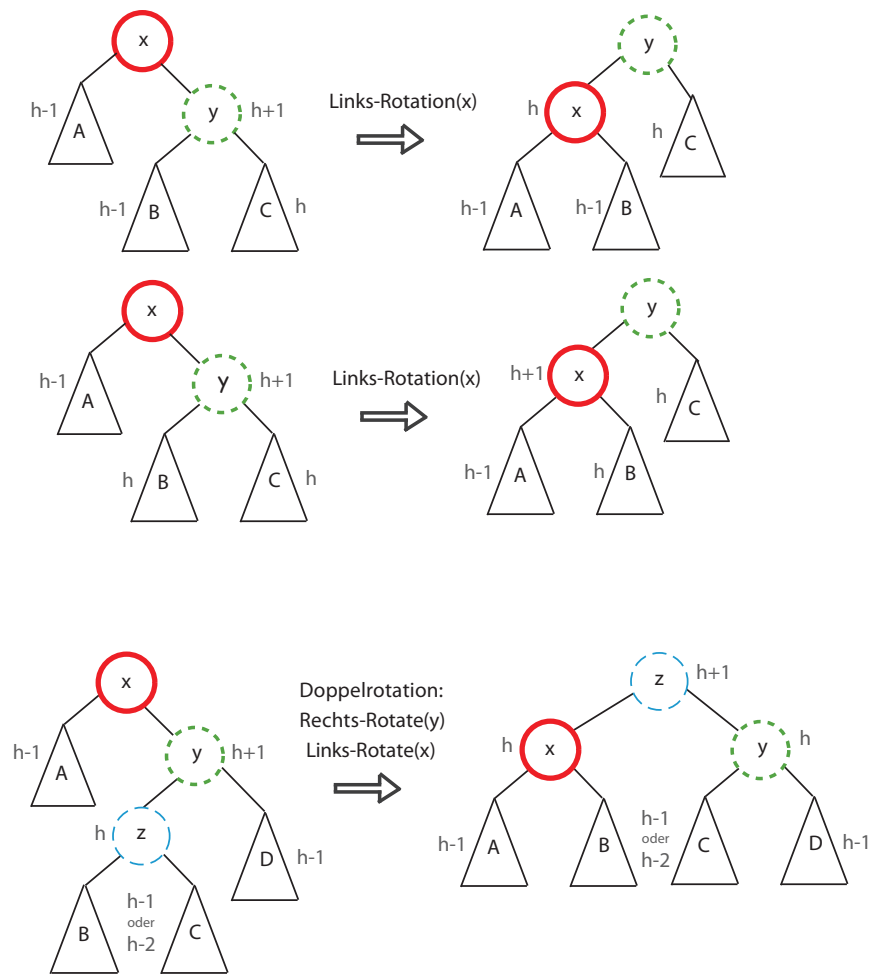 x
y
h-1
A
y
h+1
Links-Rotation(x)
h
x
h
C
h-1
B
C
h
h-1
A
h-1
B
x
y
h-1
A
y
h+1
Links-Rotation(x)
h+1
x
h
C
h
B
C
h
h-1
A
h
B
x
z
h+1
Doppelrotation:
Rechts-Rotate(y)
Links-Rotate(x)
h-1
A
y
h+1
h
x
y
h
h
z
D
h-1
h-1
A
B
h-1
oder
h-2
C
D
h-1
B
h-1
oder
h-2
C